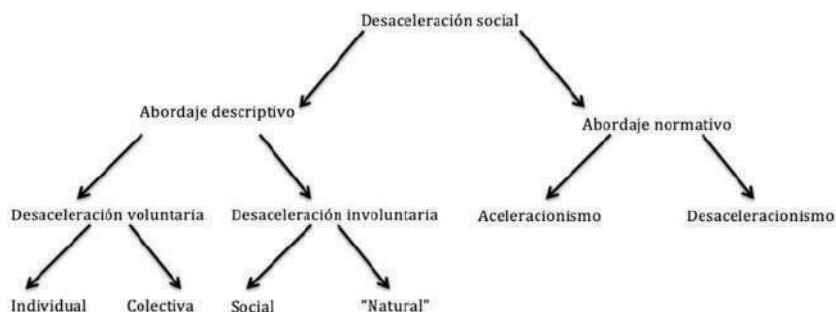 Desaceleración social
Abordaje descriptivo
Abordaje normativo
Desaceleración voluntaria
Desaceleración involuntaria
Aceleracionismo
Desaceleracionismo
Individual
Colectiva
Social
"Natural"